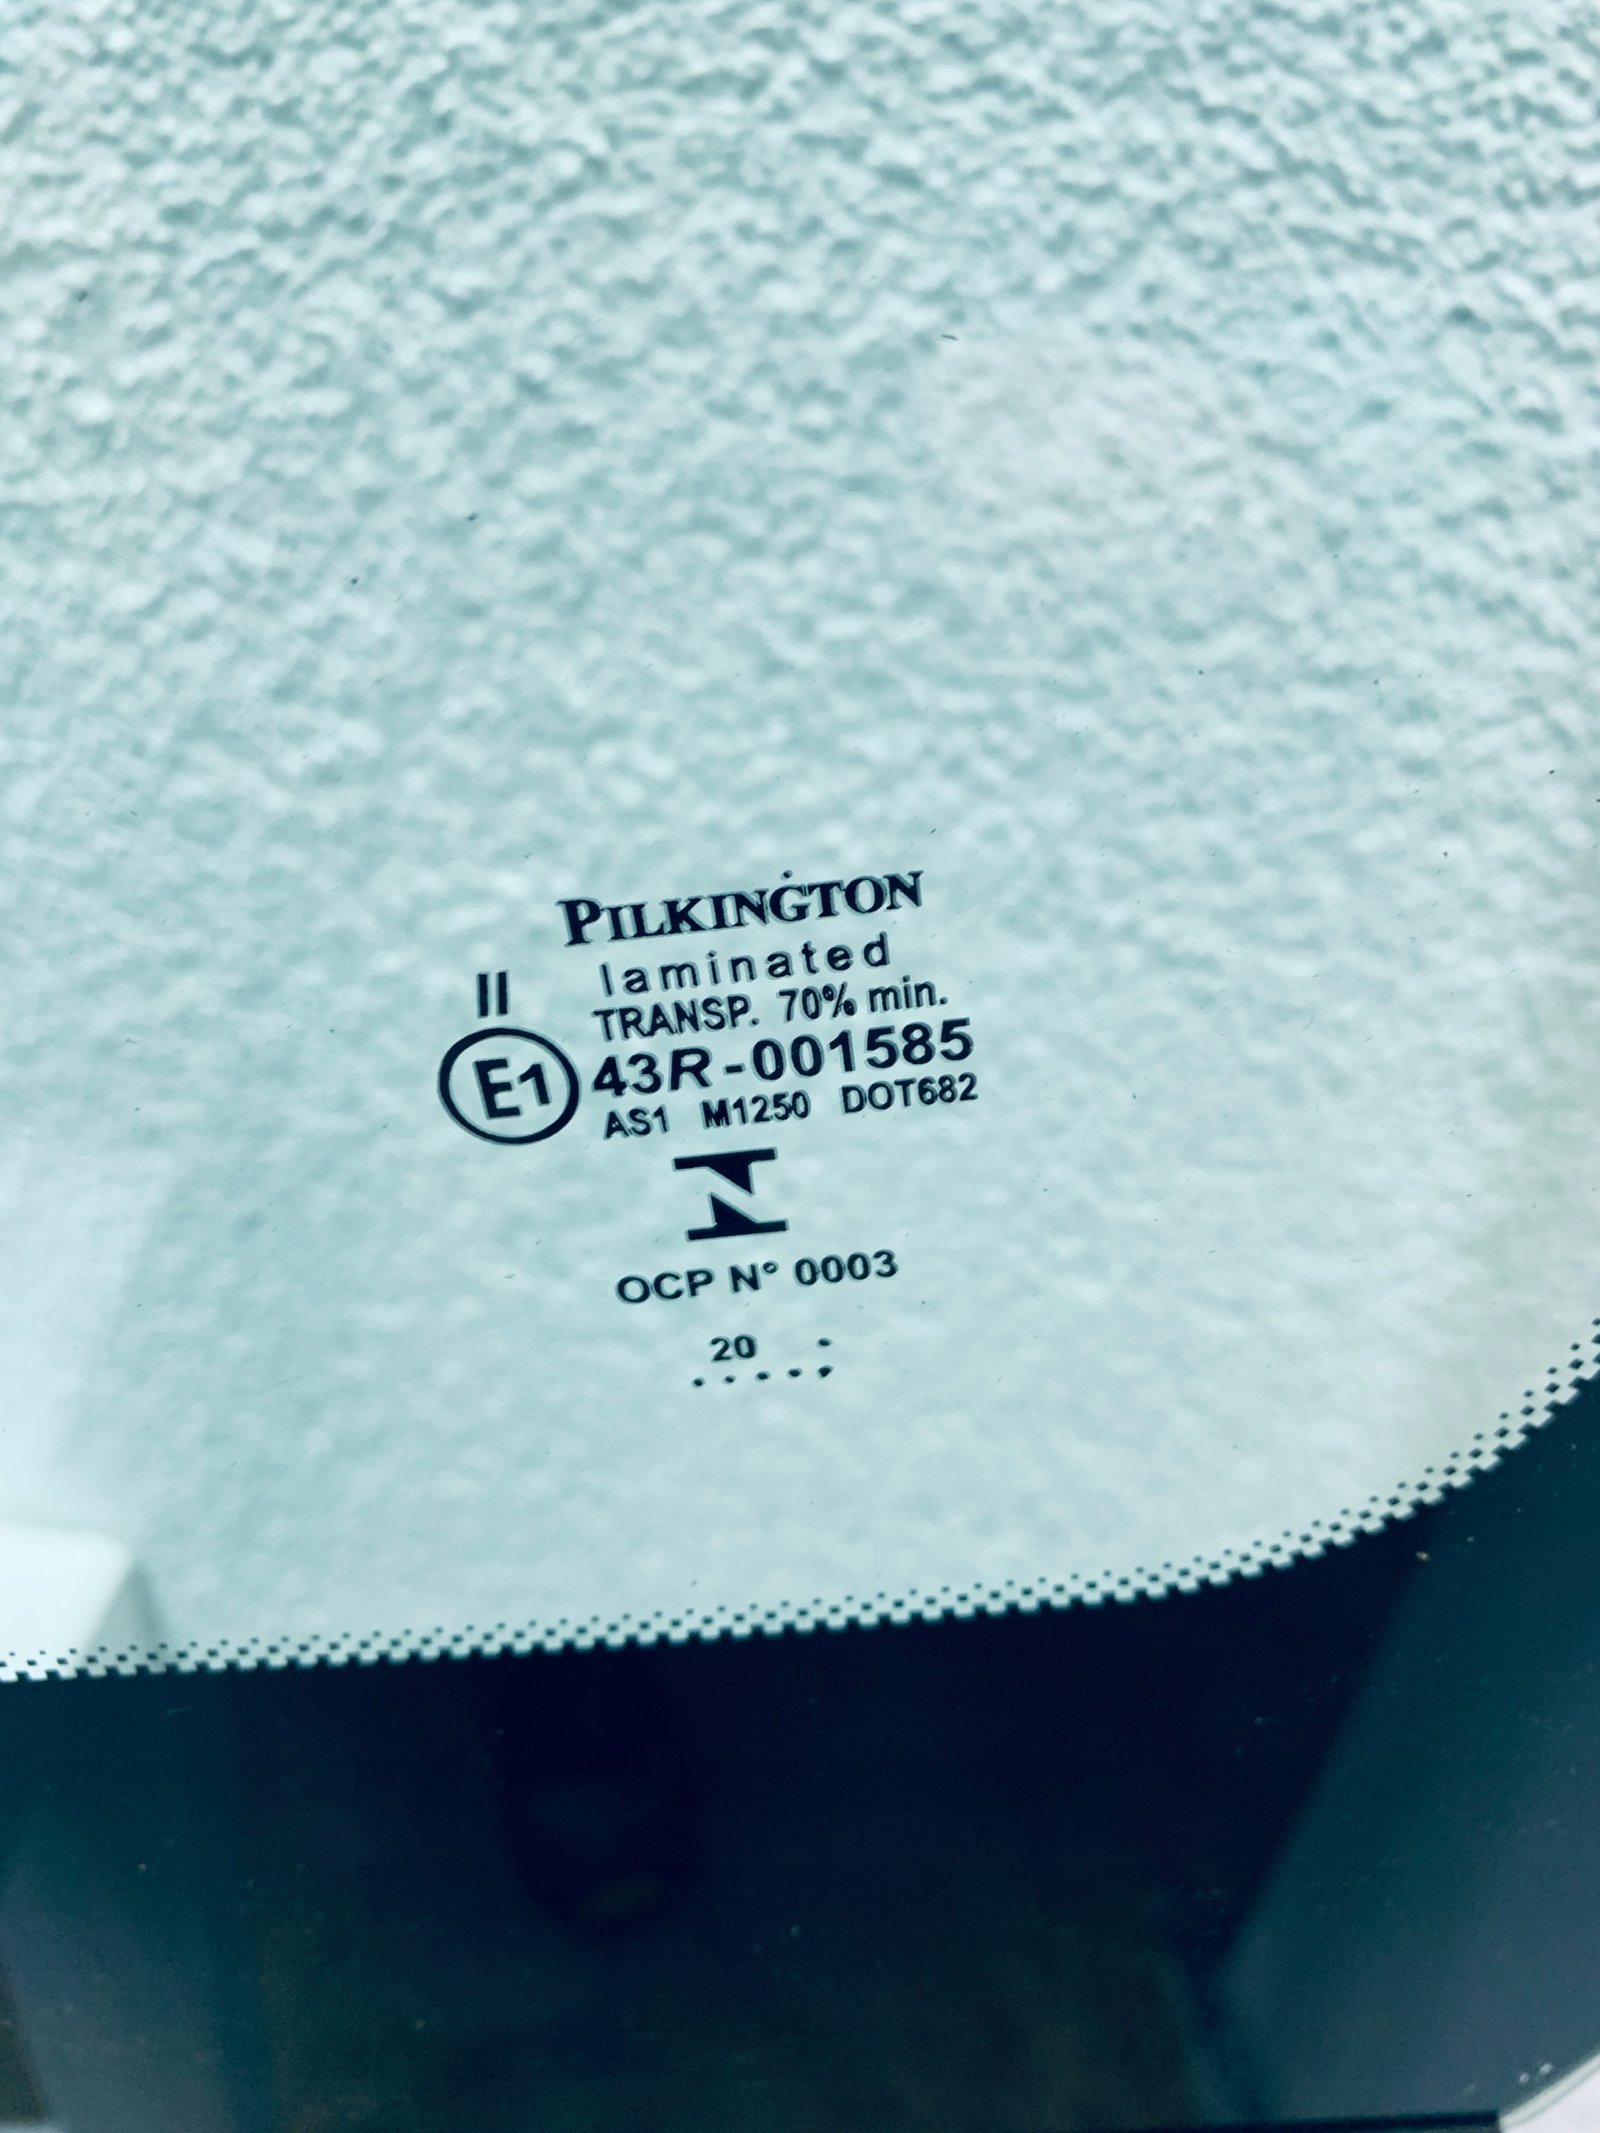 PILKINGTON
laminated
II
TRANSP. 70% min.
E1 43R-001585
AS1 M1250 DOT682
N
OCP N° 0003
20